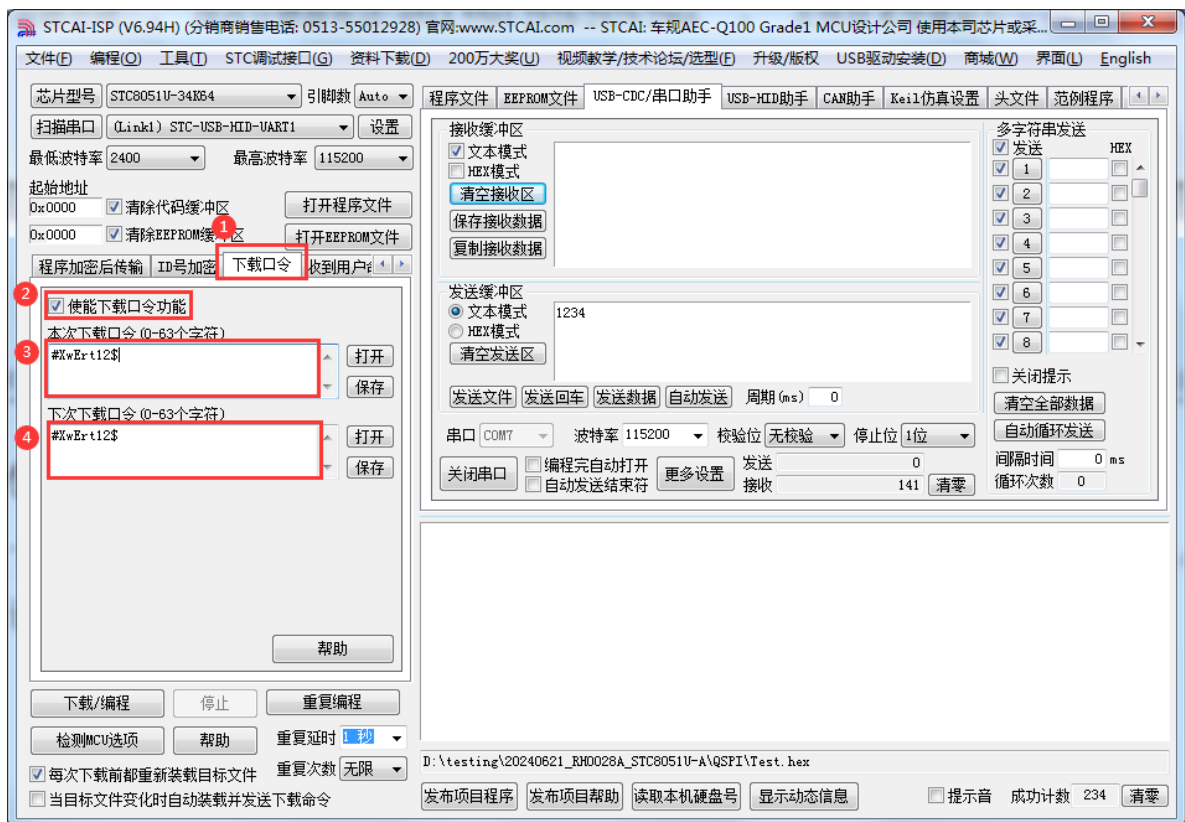 STCAI-ISP (V6.94H) (分销商销售电话: 0513-55012928) 官网:www.STCAI.com -- STCAI: 车规AEC-Q100 Grade1 MCU设计公司 使用本司芯片或采...
文件(F) 编程(O) 工具(T) STC调试接口(G) 资料下载(D) 200万大奖(U) 视频教学/技术论坛/选型(E) 升级/版权 USB驱动安装(D) 商城(W) 界面(L) English
芯片型号 STC8051U-34K64 引脚数 Auto
扫描串口 (Link1) STC-USB-HID-UART1 设置
最低波特率 2400 最高波特率 115200
起始地址
0x0000 清除代码缓冲区 打开程序文件
0x0000 清除EEPROM缓冲区 打开EEPROM文件
1
程序加密后传输 ID号加密 下载口令 收到用户
2
使能下载口令功能
本次下载口令(0-63个字符)
3
#XwErt12$
打开
保存
下次下载口令(0-63个字符)
4
#XwErt12$
打开
保存
帮助
下载/编程 停止 重复编程
检测MCU选项 帮助 重复延时 1 秒
每次下载前都重新装载目标文件 重复次数 无限
当目标文件变化时自动装载并发送下载命令
程序文件 EEPROM文件 USB-CDC/串口助手 USB-HID助手 CAN助手 Keil仿真设置 头文件 范例程序
接收缓冲区
文本模式
HEX模式
清空接收区
保存接收数据
复制接收数据
发送缓冲区
文本模式 1234
HEX模式
清空发送区
发送文件 发送回车 发送数据 自动发送 周期(ms) 0
串口 COM7 波特率 115200 校验位 无校验 停止位 1位
关闭串口 编程完自动打开 更多设置 发送 0
自动发送结束符 接收 141 清零
多字符串发送
发送 HEX
1
2
3
4
5
6
7
8
关闭提示
清空全部数据
自动循环发送
间隔时间 0 ms
循环次数 0
D:\testing\20240621_RH0028A_STC8051U-A\QSPI\Test.hex
发布项目程序 发布项目帮助 读取本机硬盘号 显示动态信息 提示音 成功计数 234 清零